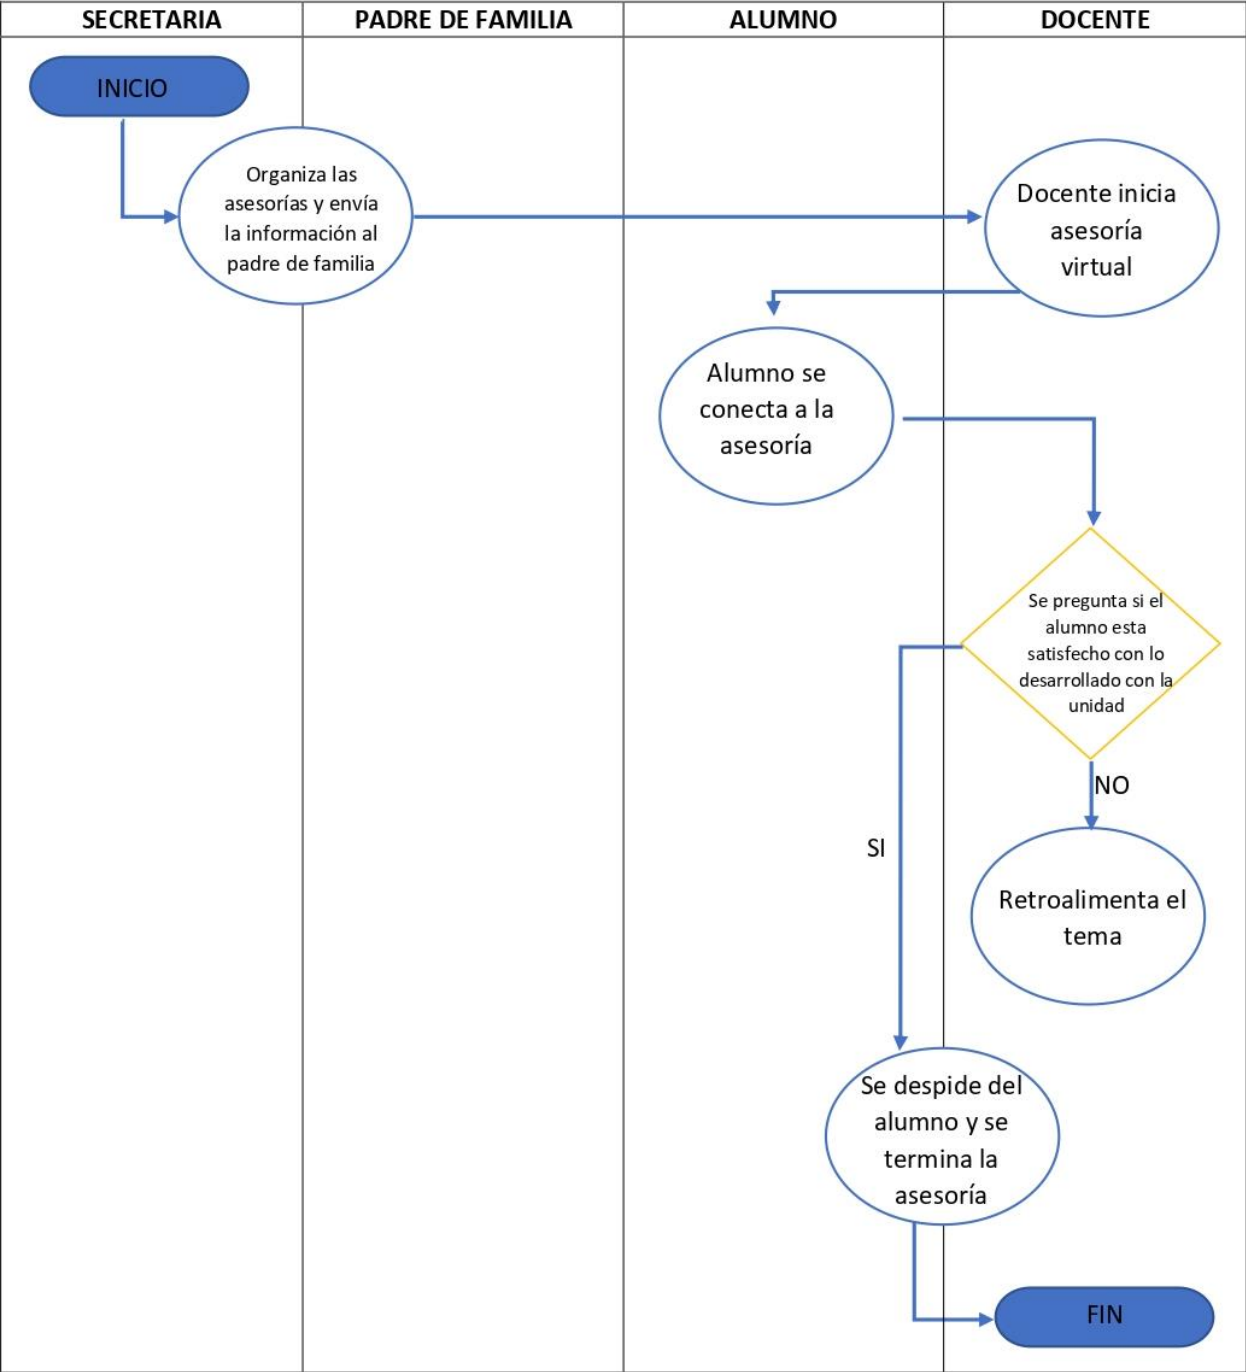 SECRETARIA
PADRE DE FAMILIA
ALUMNO
DOCENTE
INICIO
Organiza las
asesorías y envía
la información al
padre de familia
Docente inicia
asesoría
virtual
Alumno se
conecta a la
asesoría
Se pregunta si el
alumno esta
satisfecho con lo
desarrollado con la
unidad
NO
SI
Retroalimenta el
tema
Se despide del
alumno y se
termina la
asesoría
FIN